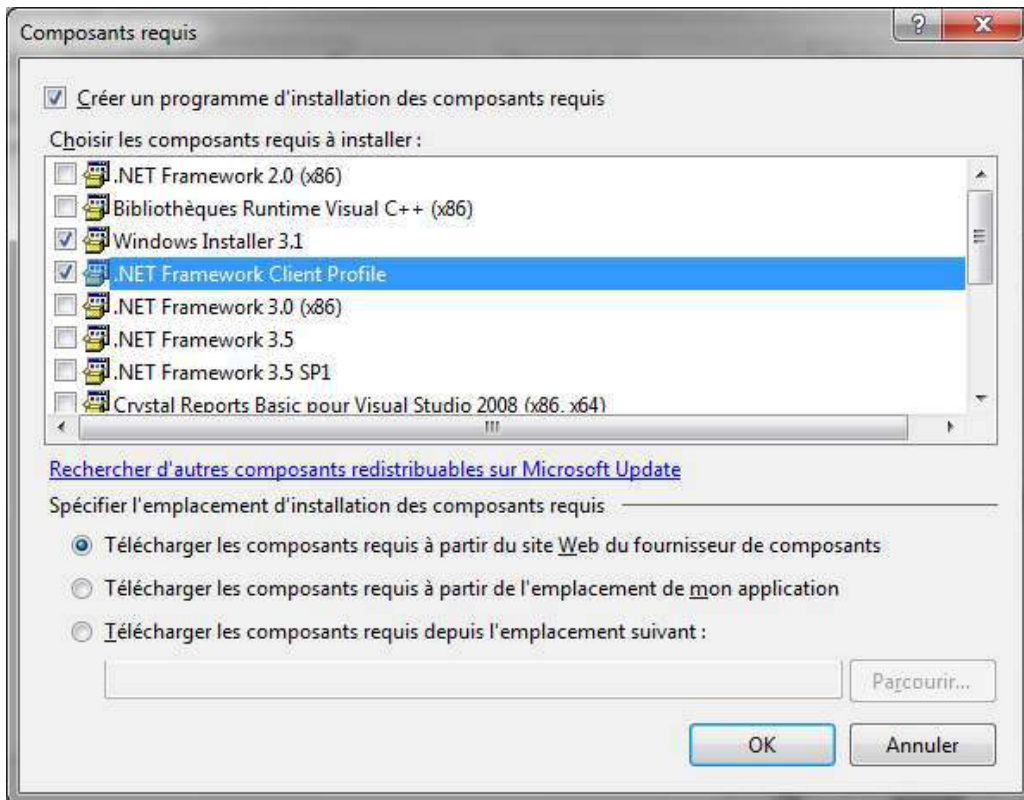 Composants requis
Créer un programme d'installation des composants requis
Choisir les composants requis à installer :
.NET Framework 2.0 (x86)
Bibliothèques Runtime Visual C++ (x86)
Windows Installer 3.1
.NET Framework Client Profile
.NET Framework 3.0 (x86)
.NET Framework 3.5
.NET Framework 3.5 SP1
Crystal Reports Basic pour Visual Studio 2008 (x86, x64)
Rechercher d'autres composants redistribuables sur Microsoft Update
Spécifier l'emplacement d'installation des composants requis
Télécharger les composants requis à partir du site Web du fournisseur de composants
Télécharger les composants requis à partir de l'emplacement de mon application
Télécharger les composants requis depuis l'emplacement suivant :
Parcourir...
OK Annuler